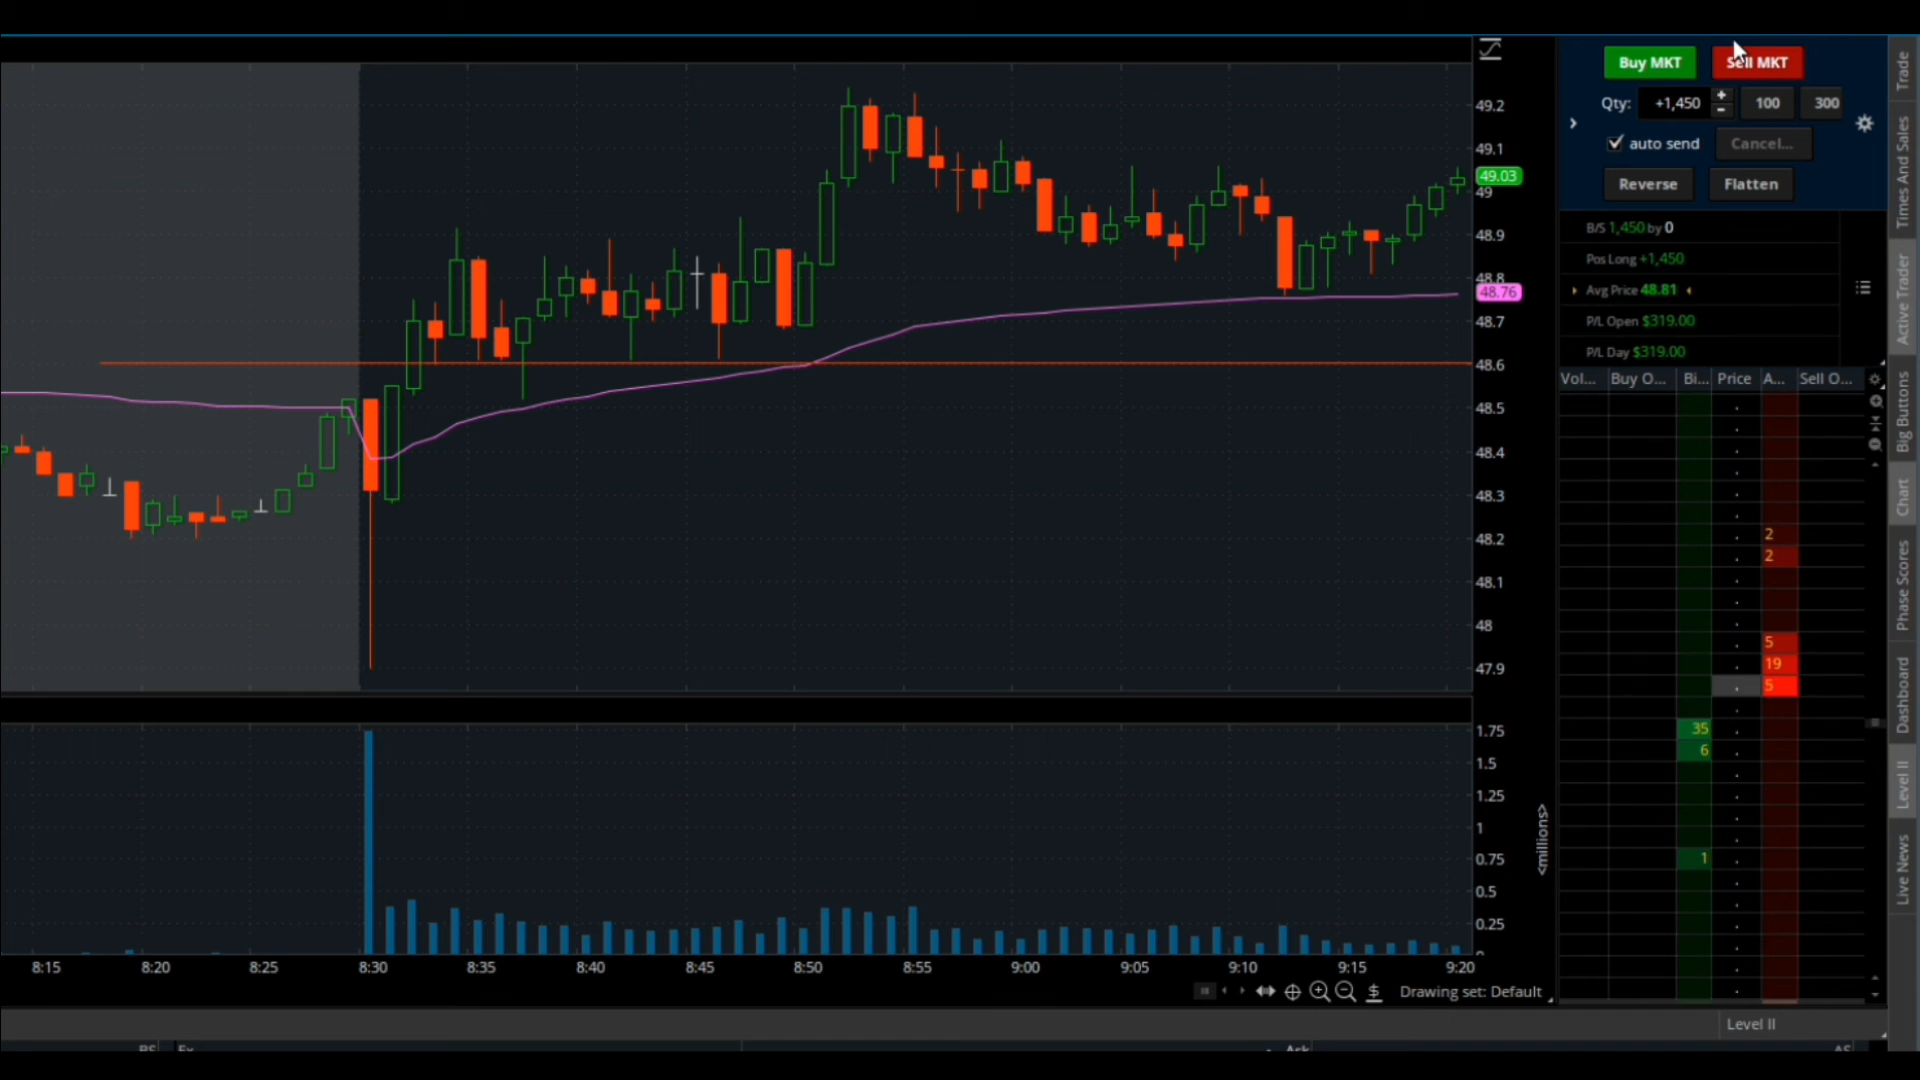 Buy MKT Sell MKT
Qty: +1,450 + - 100 300
auto send Cancel...
Reverse Flatten
B/S 1,450 by 0
Pos Long +1,450
Avg Price 48.81
P/L Open $319.00
P/L Day $319.00
Vol... Buy O... Bi... Price A... Sell O...
2
2
5
19
5
35
6
1
49.2
49.1
49.03
49
48.9
48.8
48.76
48.7
48.6
48.5
48.4
48.3
48.2
48.1
48
47.9
1.75
1.5
1.25
1
0.75
0.5
0.25
<millions>
8:15 8:20 8:25 8:30 8:35 8:40 8:45 8:50 8:55 9:00 9:05 9:10 9:15 9:20
Drawing set: Default
Level II
BS Ex Ask AS
Trade
Times And Sales
Active Trader
Big Buttons
Chart
Phase Scores
Dashboard
Level II
Live News